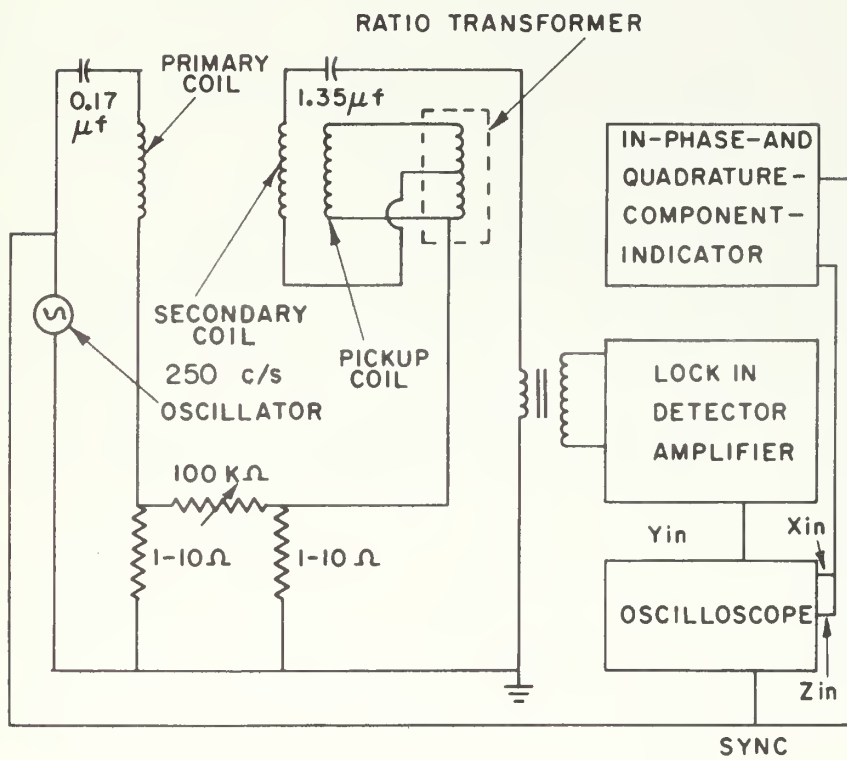 RATIO TRANSFORMER
PRIMARY
COIL
0.17
μf
1.35μf
IN-PHASE-AND
QUADRATURE-
COMPONENT-
INDICATOR
SECONDARY
COIL
250 c/s
OSCILLATOR
PICKUP
COIL
LOCK IN
DETECTOR
AMPLIFIER
100 KΩ
1-10Ω
1-10Ω
Yin
Xin
OSCILLOSCOPE
Zin
SYNC